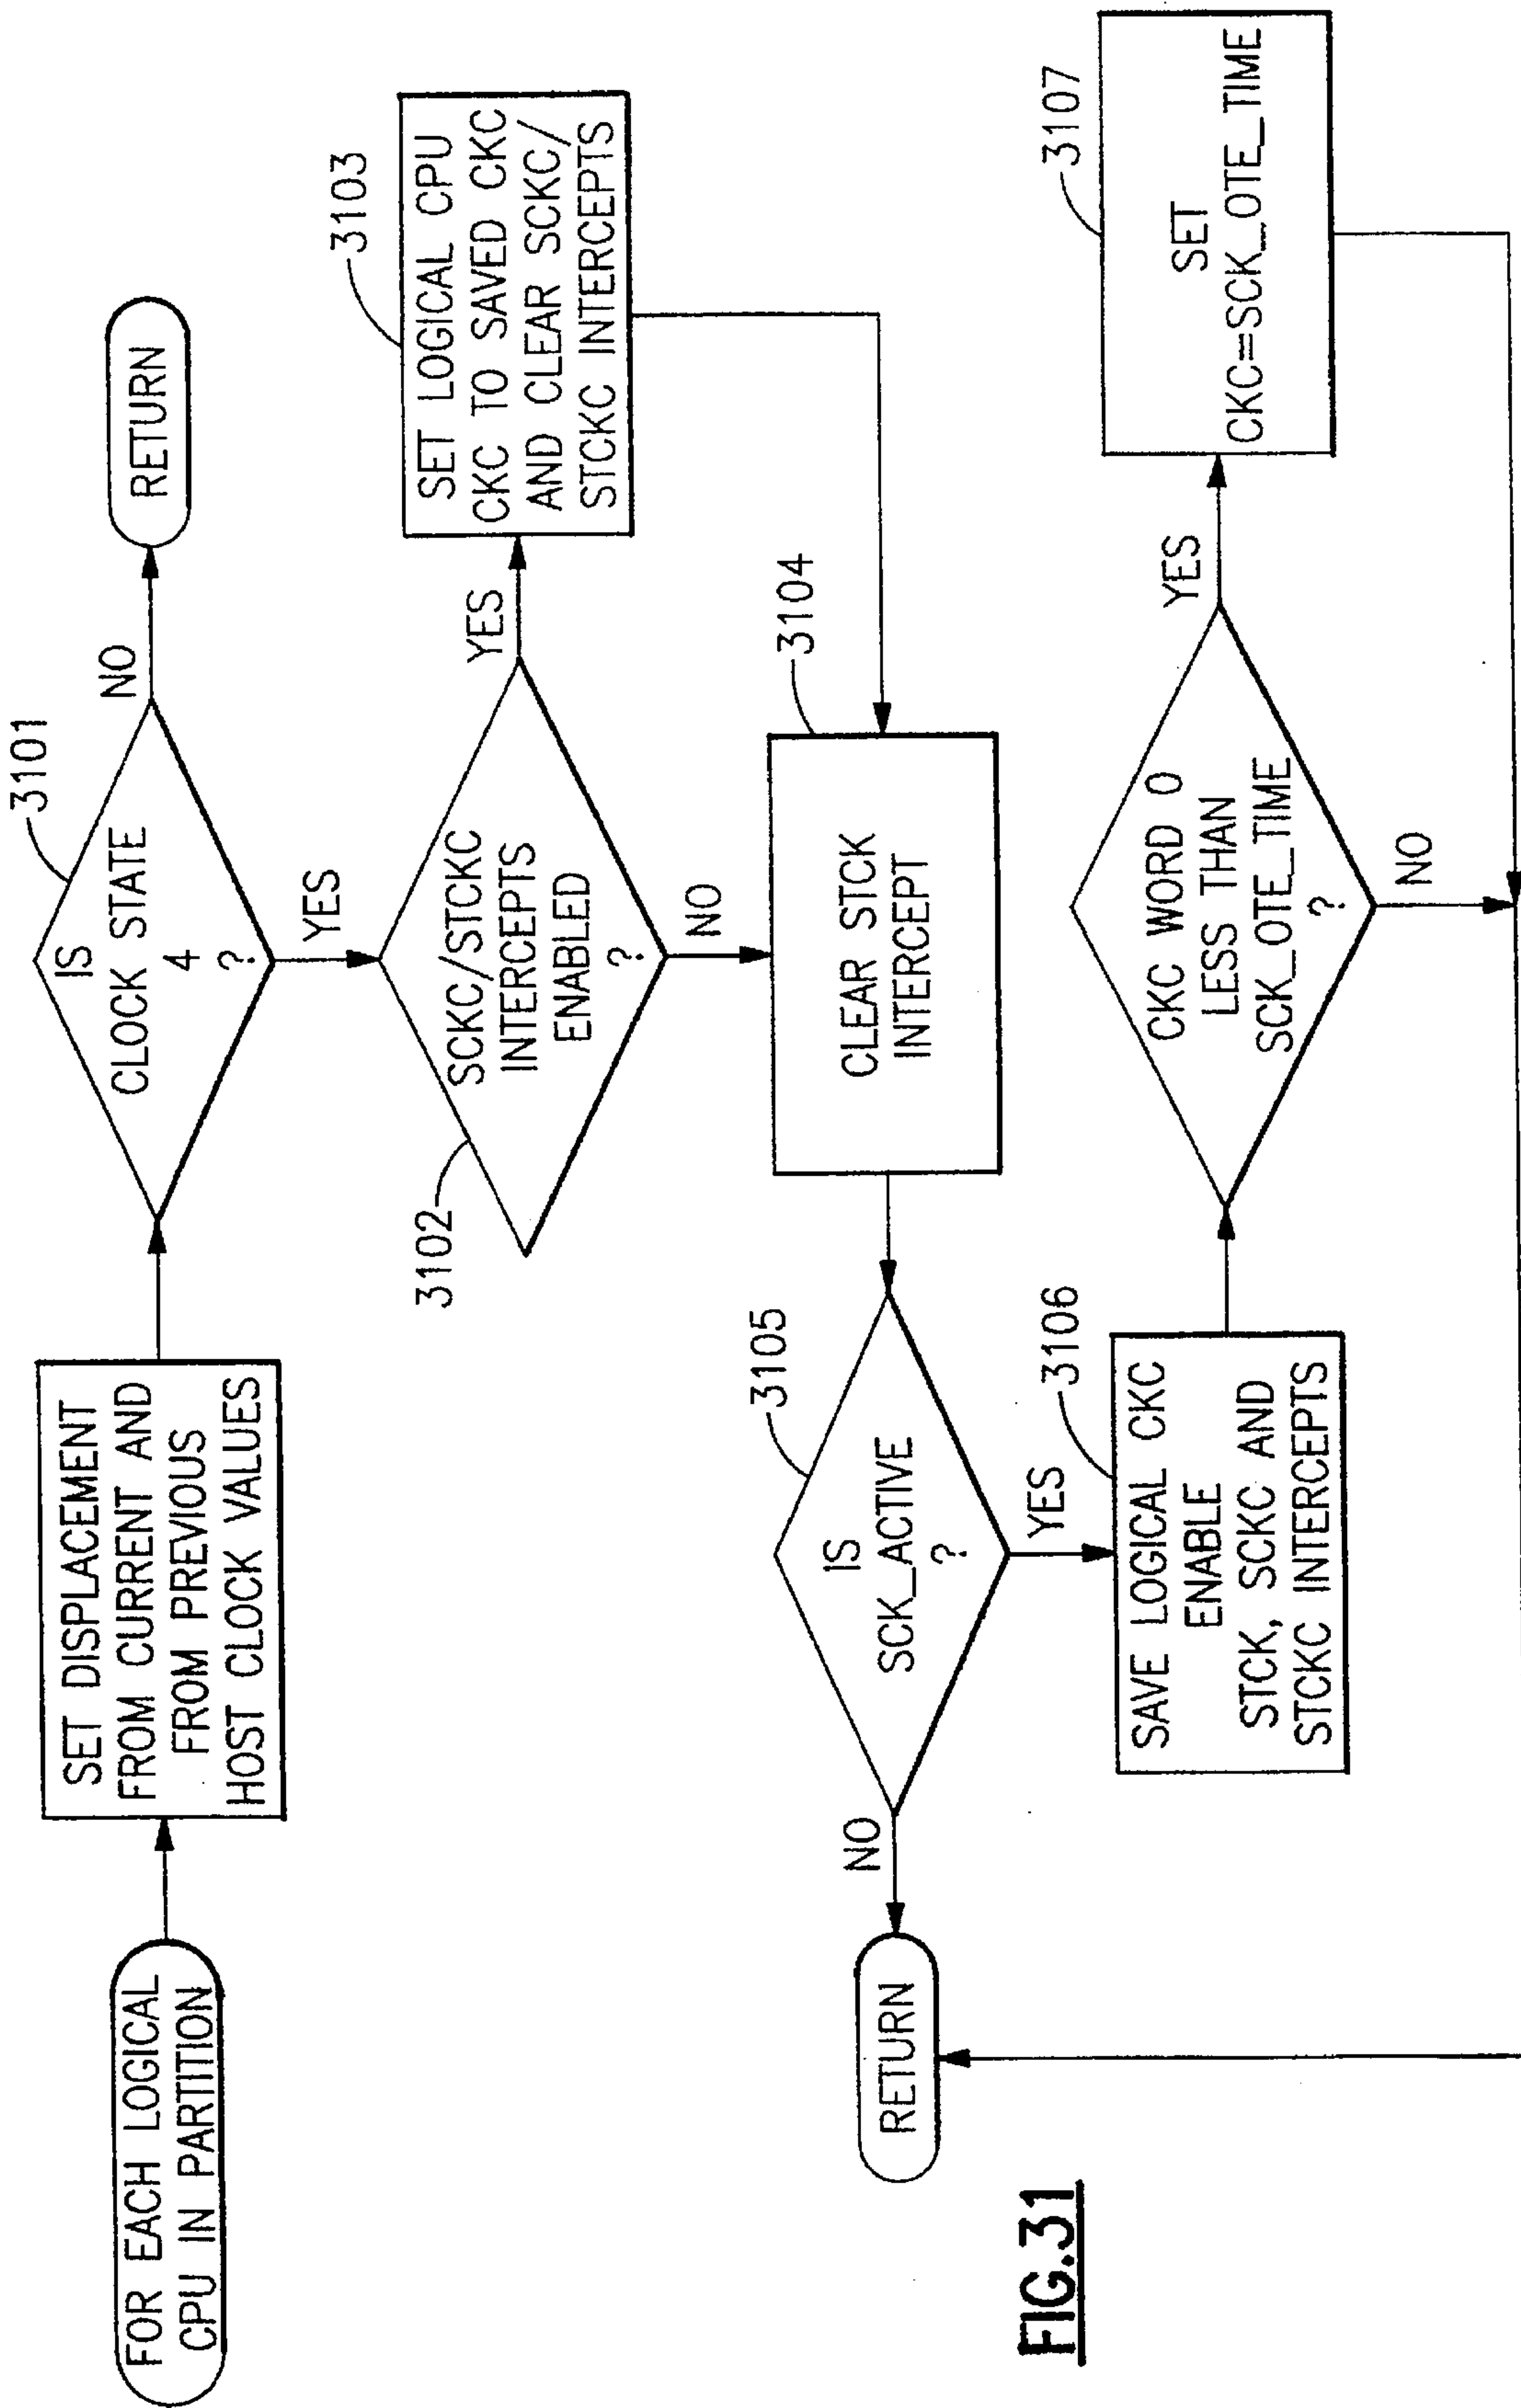 FOR EACH LOGICAL
CPU IN PARTITION
SET DISPLACEMENT
FROM CURRENT AND
FROM PREVIOUS
HOST CLOCK VALUES
3101
IS
CLOCK STATE
4
?
NO
RETURN
YES
3102
SCKC/STCKC
INTERCEPTS
ENABLED
?
YES
3103
SET LOGICAL CPU
CKC TO SAVED CKC
AND CLEAR SCKC/
STCKC INTERCEPTS
NO
3104
CLEAR STCK
INTERCEPT
3105
IS
SCK_ACTIVE
?
NO
RETURN
YES
3106
SAVE LOGICAL CKC
ENABLE
STCK, SCKC AND
STCKC INTERCEPTS
CKC WORD 0
LESS THAN
SCK_OTE_TIME
?
YES
3107
SET
CKC=SCK_OTE_TIME
NO
FIG.31